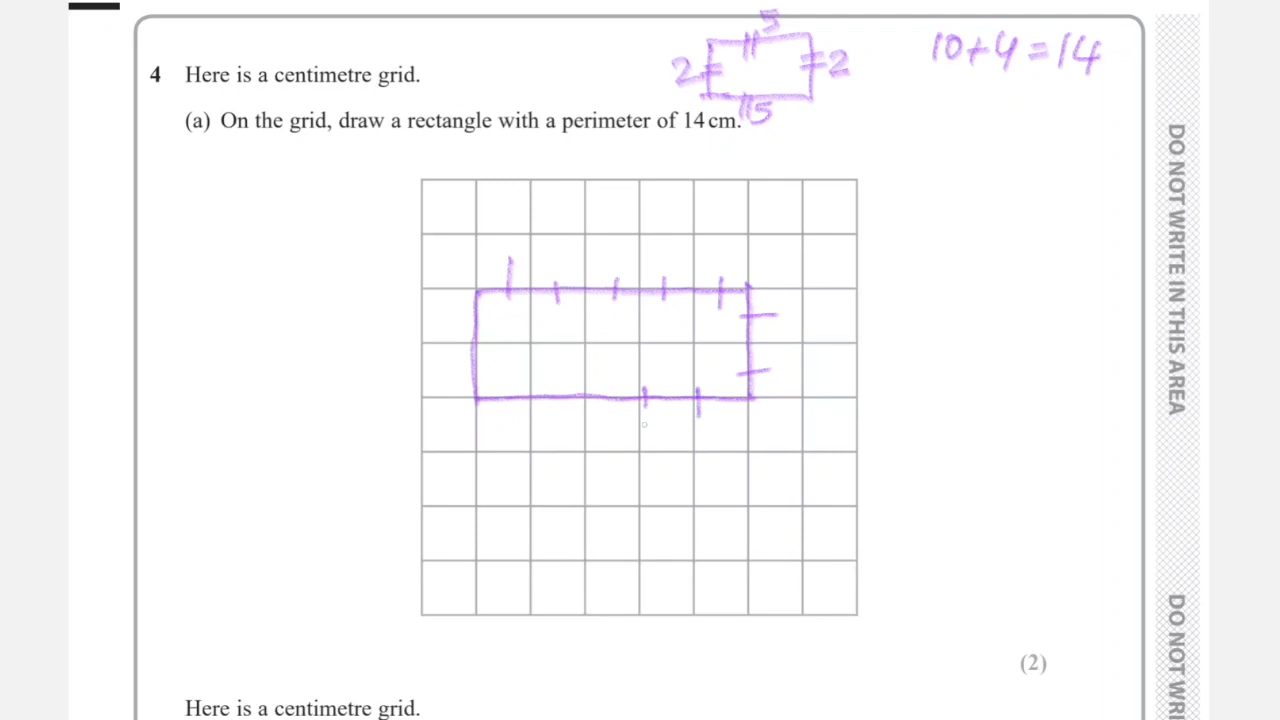 5
10+4=14
2
2
4 Here is a centimetre grid.
5
(a) On the grid, draw a rectangle with a perimeter of 14 cm.
DO NOT WRITE IN THIS AREA
(2)
DO NOT WRI
Here is a centimetre grid.